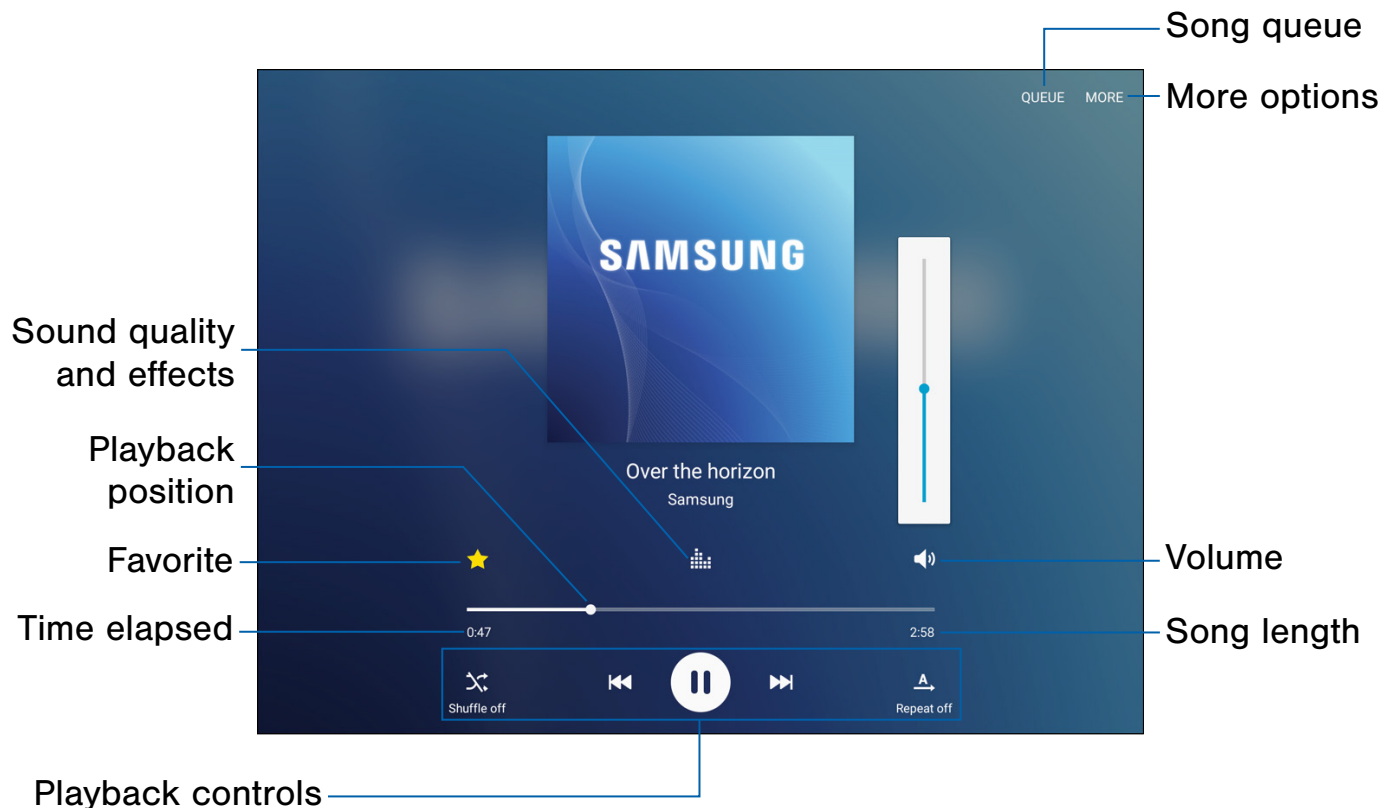 Song queue
QUEUE MORE
More options
SAMSUNG
Sound quality
and effects
Playback
position
Over the horizon
Samsung
Favorite
Volume
Time elapsed
0:47
2:58
Song length
Shuffle off
A
Repeat off
Playback controls